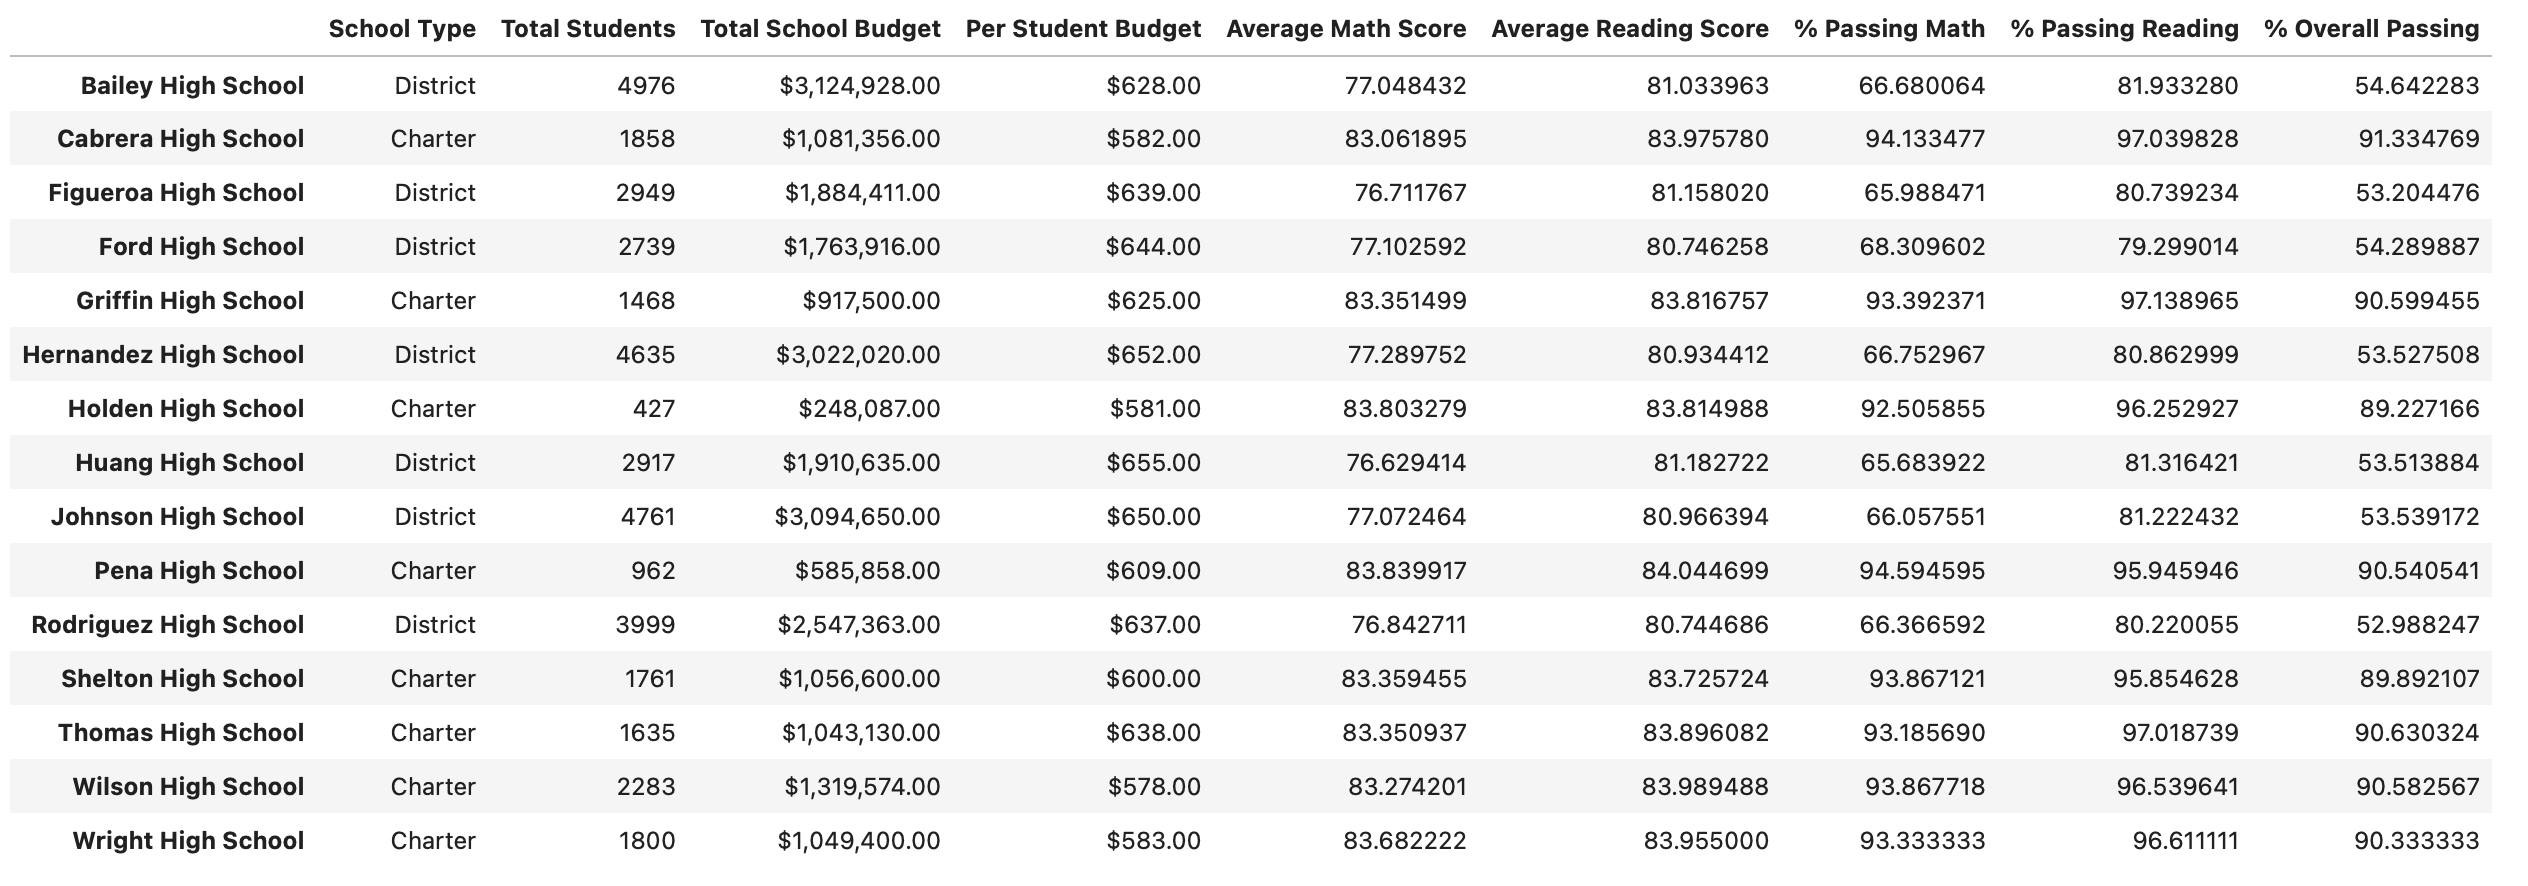 School Type Total Students Total School Budget Per Student Budget Average Math Score Average Reading Score % Passing Math % Passing Reading % Overall Passing
Bailey High School District 4976 $3,124,928.00 $628.00 77.048432 81.033963 66.680064 81.933280 54.642283
Cabrera High School Charter 1858 $1,081,356.00 $582.00 83.061895 83.975780 94.133477 97.039828 91.334769
Figueroa High School District 2949 $1,884,411.00 $639.00 76.711767 81.158020 65.988471 80.739234 53.204476
Ford High School District 2739 $1,763,916.00 $644.00 77.102592 80.746258 68.309602 79.299014 54.289887
Griffin High School Charter 1468 $917,500.00 $625.00 83.351499 83.816757 93.392371 97.138965 90.599455
Hernandez High School District 4635 $3,022,020.00 $652.00 77.289752 80.934412 66.752967 80.862999 53.527508
Holden High School Charter 427 $248,087.00 $581.00 83.803279 83.814988 92.505855 96.252927 89.227166
Huang High School District 2917 $1,910,635.00 $655.00 76.629414 81.182722 65.683922 81.316421 53.513884
Johnson High School District 4761 $3,094,650.00 $650.00 77.072464 80.966394 66.057551 81.222432 53.539172
Pena High School Charter 962 $585,858.00 $609.00 83.839917 84.044699 94.594595 95.945946 90.540541
Rodriguez High School District 3999 $2,547,363.00 $637.00 76.842711 80.744686 66.366592 80.220055 52.988247
Shelton High School Charter 1761 $1,056,600.00 $600.00 83.359455 83.725724 93.867121 95.854628 89.892107
Thomas High School Charter 1635 $1,043,130.00 $638.00 83.350937 83.896082 93.185690 97.018739 90.630324
Wilson High School Charter 2283 $1,319,574.00 $578.00 83.274201 83.989488 93.867718 96.539641 90.582567
Wright High School Charter 1800 $1,049,400.00 $583.00 83.682222 83.955000 93.333333 96.611111 90.333333